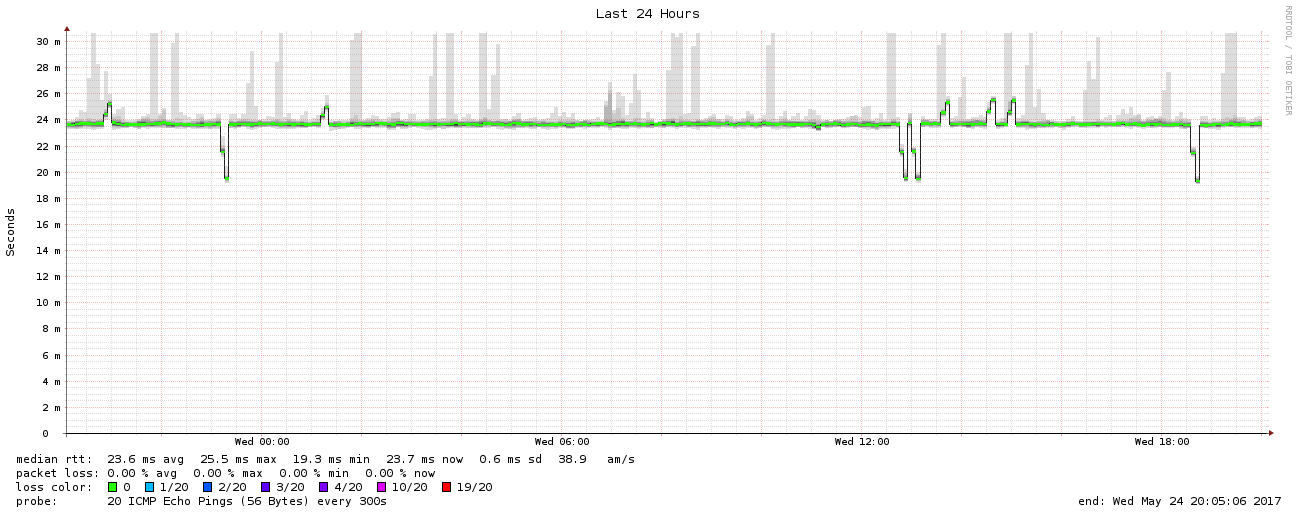 Last 24 Hours
RRDTOOL / TOBI OETIKER
Seconds
30 m
28 m
26 m
24 m
22 m
20 m
18 m
16 m
14 m
12 m
10 m
8 m
6 m
4 m
2 m
0
Wed 00:00 Wed 06:00 Wed 12:00 Wed 18:00
median rtt: 23.6 ms avg 25.5 ms max 19.3 ms min 23.7 ms now 0.6 ms sd 38.9 am/s
packet loss: 0.00 % avg 0.00 % max 0.00 % min 0.00 % now
loss color: 0 1/20 2/20 3/20 4/20 10/20 19/20
probe: 20 ICMP Echo Pings (56 Bytes) every 300s end: Wed May 24 20:05:06 2017